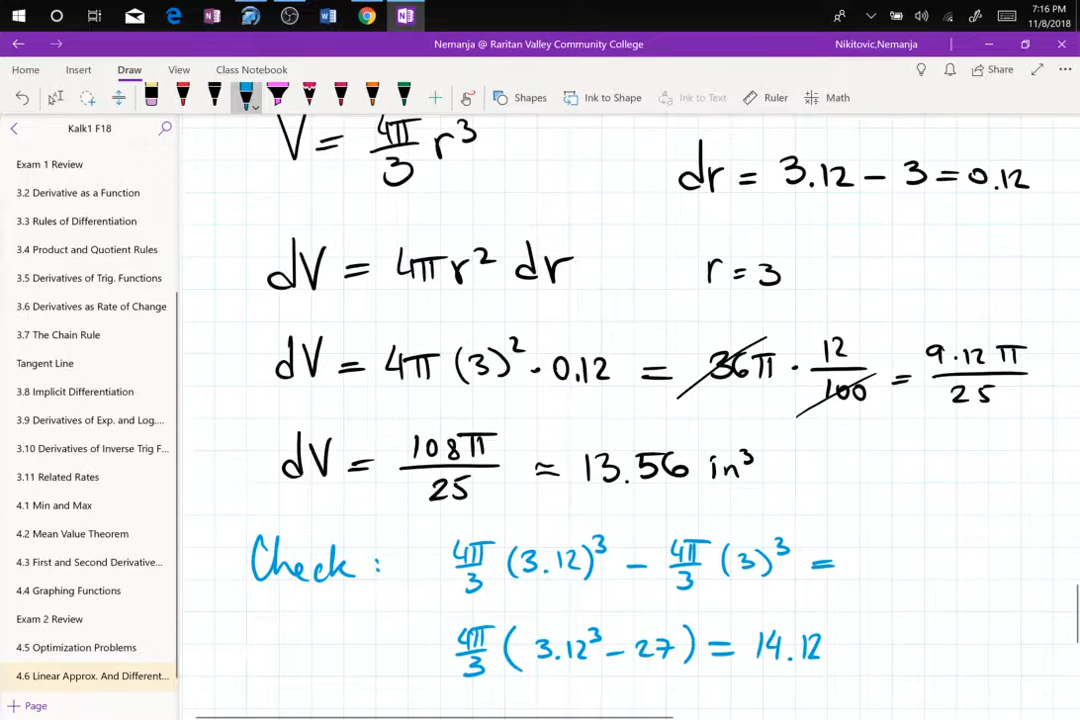 7:16 PM
11/8/2018
Nemanja @ Raritan Valley Community College
Nikitovic,Nemanja
Home Insert Draw View Class Notebook
Share
Shapes Ink to Shape Ink to Text Ruler Math
Kalk1 F18
Exam 1 Review
3.2 Derivative as a Function
3.3 Rules of Differentiation
3.4 Product and Quotient Rules
3.5 Derivatives of Trig. Functions
3.6 Derivatives as Rate of Change
3.7 The Chain Rule
Tangent Line
3.8 Implicit Differentiation
3.9 Derivatives of Exp. and Log....
3.10 Derivatives of Inverse Trig F...
3.11 Related Rates
4.1 Min and Max
4.2 Mean Value Theorem
4.3 First and Second Derivative...
4.4 Graphing Functions
Exam 2 Review
4.5 Optimization Problems
4.6 Linear Approx. And Different...
+ Page
V = 4π/3 r³
dr = 3.12 − 3 = 0.12
dV = 4πr² dr
r = 3
dV = 4π (3)² · 0.12 = 36π · 12/100 = 9·12π/25
dV = 108π/25 ≈ 13.56 in³
Check: 4π/3 (3.12)³ − 4π/3 (3)³ =
4π/3 (3.12³ − 27) = 14.12